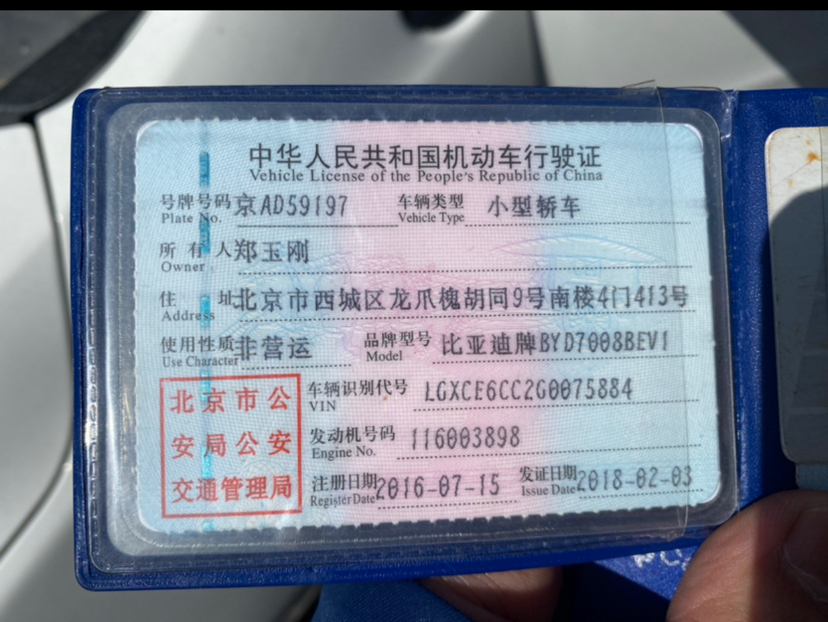 中华人民共和国机动车行驶证
Vehicle License of the People's Republic of China
号牌号码 京AD59197 车辆类型 小型轿车
Plate No. Vehicle Type
所有人 郑玉刚
Owner
住址 北京市西城区龙爪槐胡同9号南楼4门413号
Address
使用性质 非营运 品牌型号 比亚迪牌BYD7008BEV1
Use Character Model
车辆识别代号 LGXCE6CC2G0075884
VIN
发动机号码 116003898
Engine No.
注册日期 2016-07-15 发证日期 2018-02-03
Register Date Issue Date
北京市公
安局公安
交通管理局